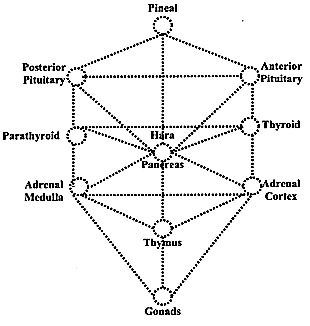 Pineal
Posterior
Pituitary
Anterior
Pituitary
Parathyroid
Hara
Thyroid
Pancreas
Adrenal
Medulla
Adrenal
Cortex
Thymus
Gonads